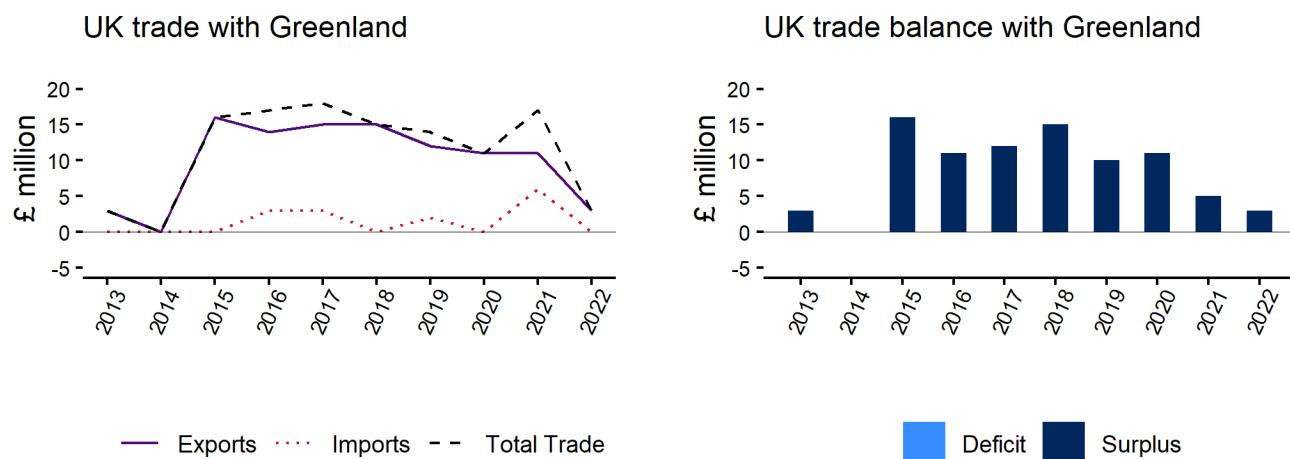 UK trade with Greenland
£ million
20
15
10
5
0
-5
2013 2014 2015 2016 2017 2018 2019 2020 2021 2022
Exports Imports Total Trade
UK trade balance with Greenland
£ million
20
15
10
5
0
-5
2013 2014 2015 2016 2017 2018 2019 2020 2021 2022
Deficit Surplus